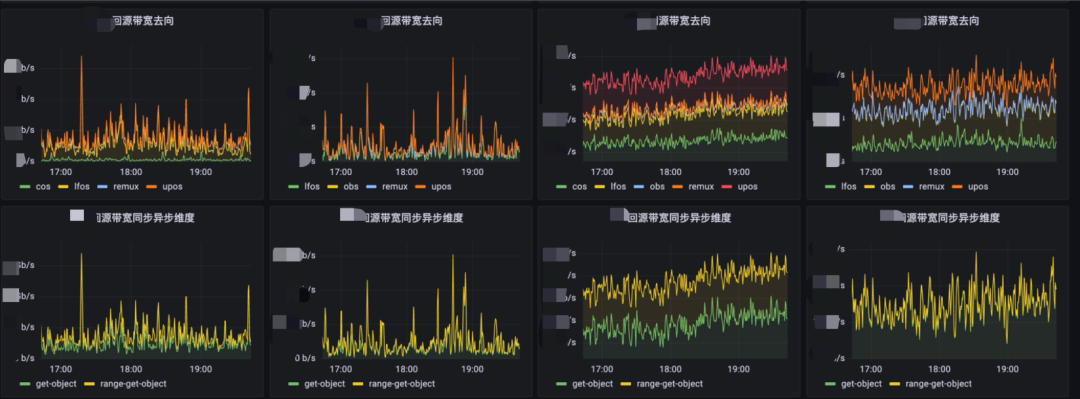 回源带宽去向
b/s
b/s
b/s
b/s
17:00 18:00 19:00
cos lfos remux upos
回源带宽去向
/s
s
/s
17:00 18:00 19:00
lfos obs remux upos
回源带宽去向
/s
/s
/s
/s
17:00 18:00 19:00
cos lfos obs remux upos
回源带宽去向
/s
17:00 18:00 19:00
lfos obs remux upos
回源带宽同步异步维度
b/s
b/s
b/s
b/s
17:00 18:00 19:00
get-object range-get-object
回源带宽同步异步维度
b/s
b/s
b/s
0 b/s
17:00 18:00 19:00
get-object range-get-object
回源带宽同步异步维度
/s
/s
b/s
/s
17:00 18:00 19:00
get-object range-get-object
回源带宽同步异步维度
/s
/s
/s
/s
17:00 18:00 19:00
get-object range-get-object